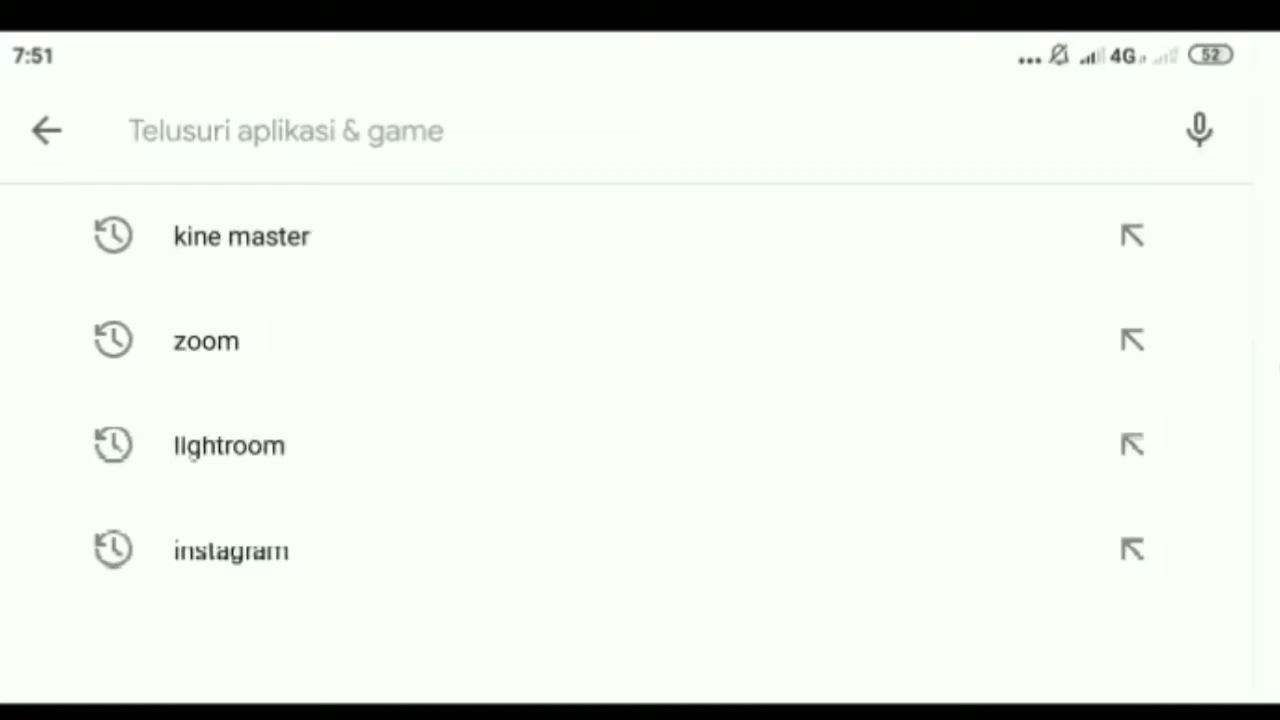 7:51
... 4G 52
Telusuri aplikasi & game
kine master
zoom
lightroom
instagram